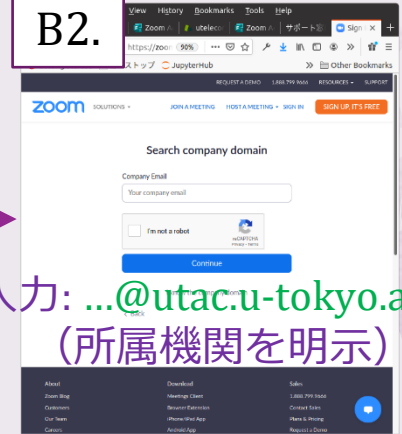 B2.
View History Bookmarks Tools Help
Zoom A utelecon Zoom A サポート Sign
https://zoom 90%
ストップ JupyterHub Other Bookmarks
REQUEST A DEMO 1.888.799.9666 RESOURCES SUPPORT
zoom SOLUTIONS JOIN A MEETING HOST A MEETING SIGN IN SIGN UP, IT'S FREE
Search company domain
Company Email
Your company email
I'm not a robot
reCAPTCHA
Privacy - Terms
Continue
入力: ...@utac.u-tokyo.a
(所属機関を明示)
Back
About Download Sales
Zoom Blog Meetings Client 1.888.799.9666
Customers Browser Extension Contact Sales
Our Team iPhone/iPad App Plans & Pricing
Careers Android App Request a Demo